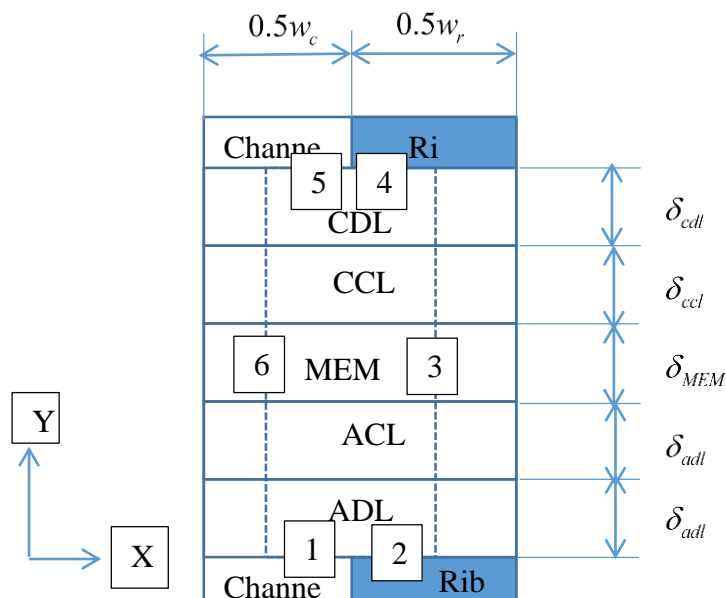 0.5w_c 0.5w_r
Channe Ri
5 4
CDL
δ_cdl
CCL
δ_ccl
6 MEM 3
δ_MEM
Y
ACL
δ_adl
ADL
δ_adl
1 2
X
Channe Rib